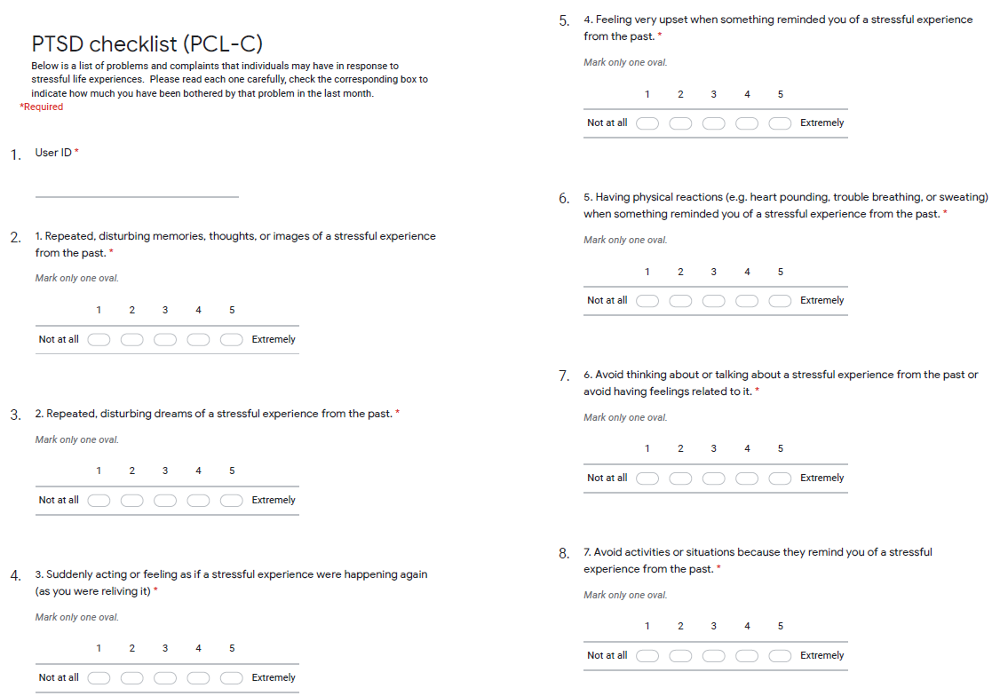 PTSD checklist (PCL-C)
Below is a list of problems and complaints that individuals may have in response to
stressful life experiences.  Please read each one carefully, check the corresponding box to
indicate how much you have been bothered by that problem in the last month.
*Required
1. User ID *
2. 1. Repeated, disturbing memories, thoughts, or images of a stressful experience
from the past. *
Mark only one oval.
1 2 3 4 5
Not at all Extremely
3. 2. Repeated, disturbing dreams of a stressful experience from the past. *
Mark only one oval.
1 2 3 4 5
Not at all Extremely
4. 3. Suddenly acting or feeling as if a stressful experience were happening again
(as you were reliving it) *
Mark only one oval.
1 2 3 4 5
Not at all Extremely
5. 4. Feeling very upset when something reminded you of a stressful experience
from the past. *
Mark only one oval.
1 2 3 4 5
Not at all Extremely
6. 5. Having physical reactions (e.g. heart pounding, trouble breathing, or sweating)
when something reminded you of a stressful experience from the past. *
Mark only one oval.
1 2 3 4 5
Not at all Extremely
7. 6. Avoid thinking about or talking about a stressful experience from the past or
avoid having feelings related to it. *
Mark only one oval.
1 2 3 4 5
Not at all Extremely
8. 7. Avoid activities or situations because they remind you of a stressful
experience from the past. *
Mark only one oval.
1 2 3 4 5
Not at all Extremely